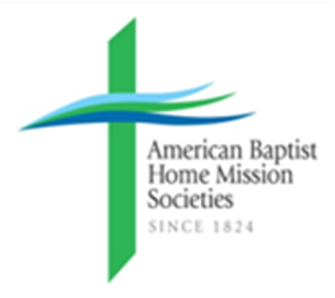 American Baptist
Home Mission
Societies
SINCE 1824